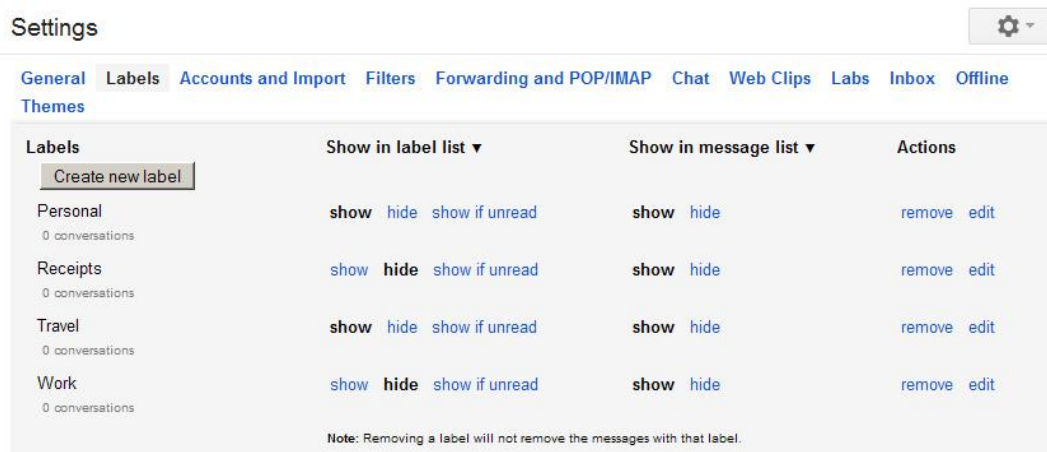 Settings
General Labels Accounts and Import Filters Forwarding and POP/IMAP Chat Web Clips Labs Inbox Offline
Themes
Labels Show in label list ▼ Show in message list ▼ Actions
Create new label
Personal show hide show if unread show hide remove edit
0 conversations
Receipts show hide show if unread show hide remove edit
0 conversations
Travel show hide show if unread show hide remove edit
0 conversations
Work show hide show if unread show hide remove edit
0 conversations
Note: Removing a label will not remove the messages with that label.